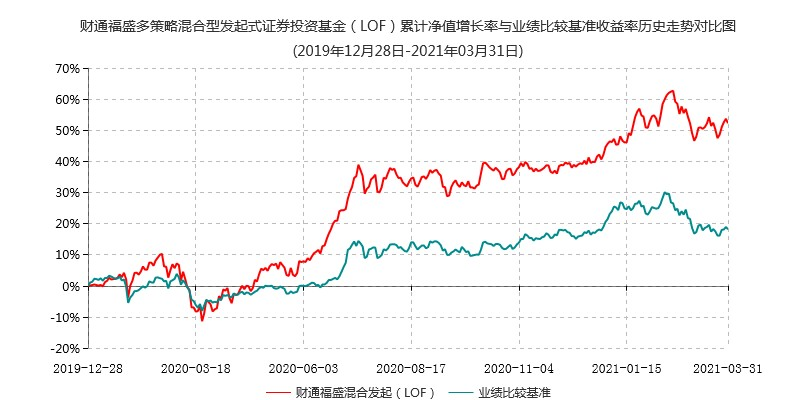 财通福盛多策略混合型发起式证券投资基金（LOF）累计净值增长率与业绩比较基准收益率历史走势对比图
(2019年12月28日-2021年03月31日)
70%
60%
50%
40%
30%
20%
10%
0%
-10%
-20%
2019-12-28 2020-03-18 2020-06-03 2020-08-17 2020-11-04 2021-01-15 2021-03-31
财通福盛混合发起（LOF） 业绩比较基准